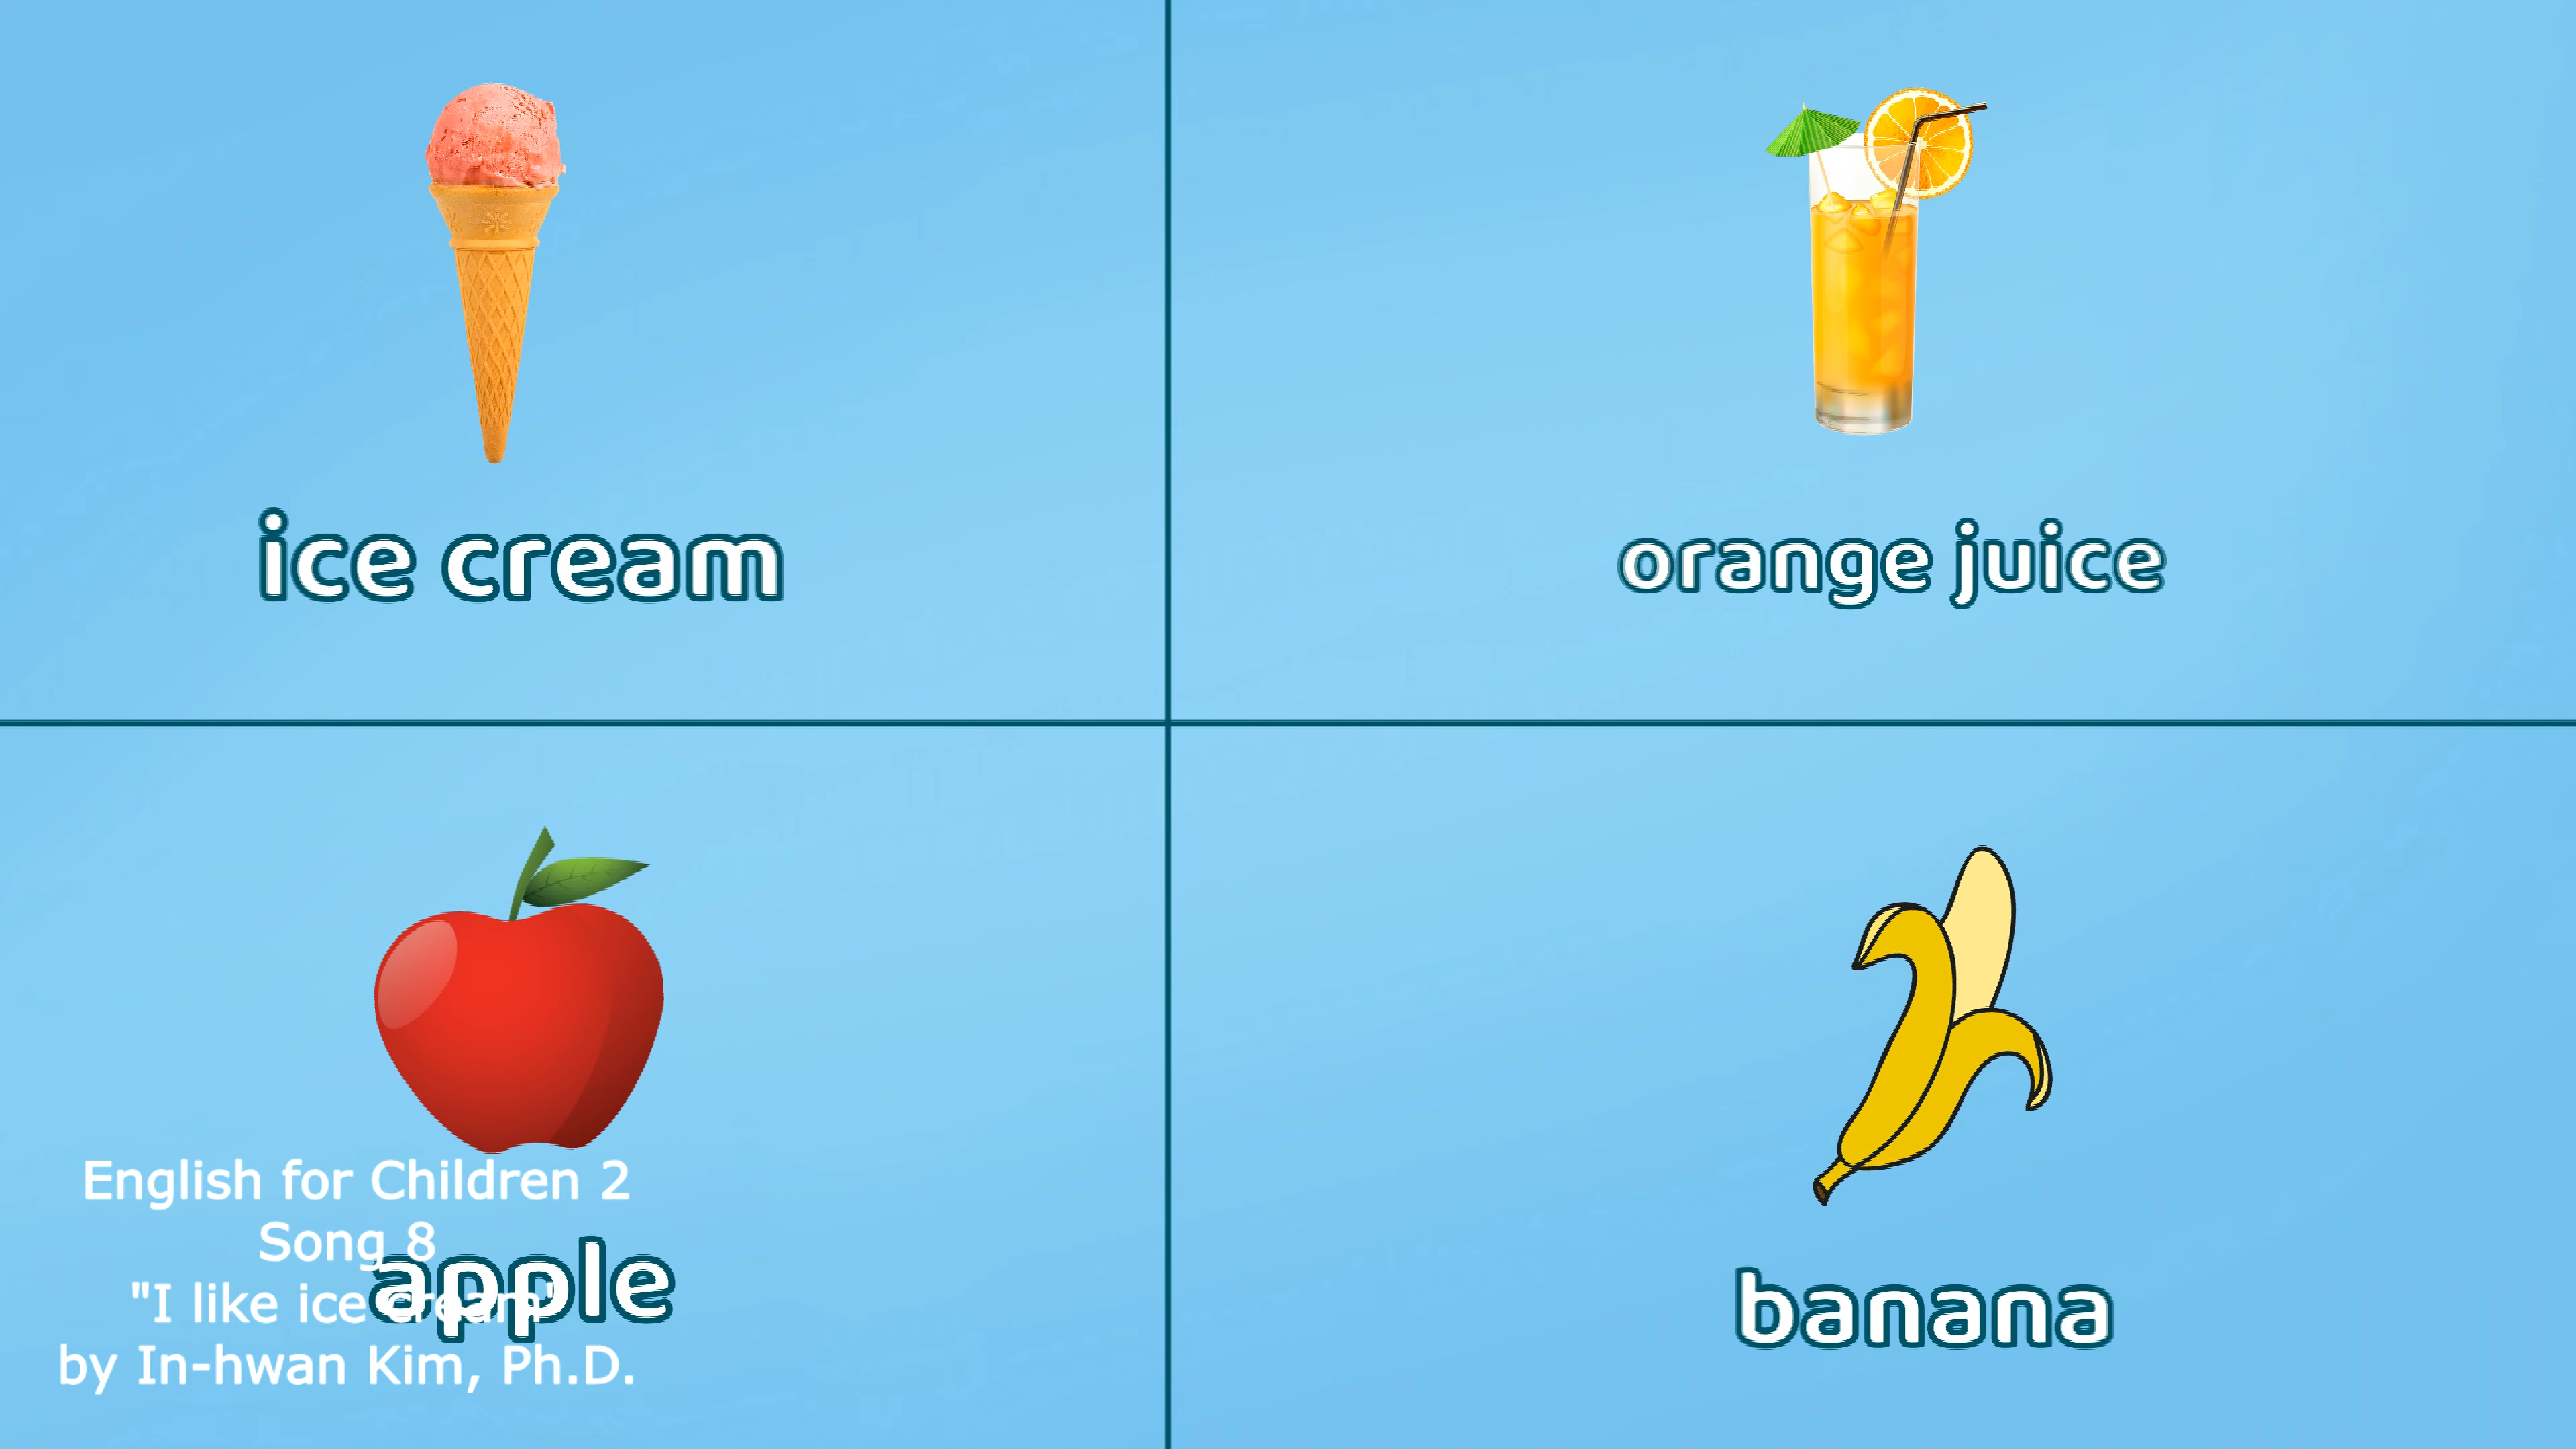 ice cream
orange juice
apple
banana
English for Children 2
Song 8
"I like ice cream"
by In-hwan Kim, Ph.D.